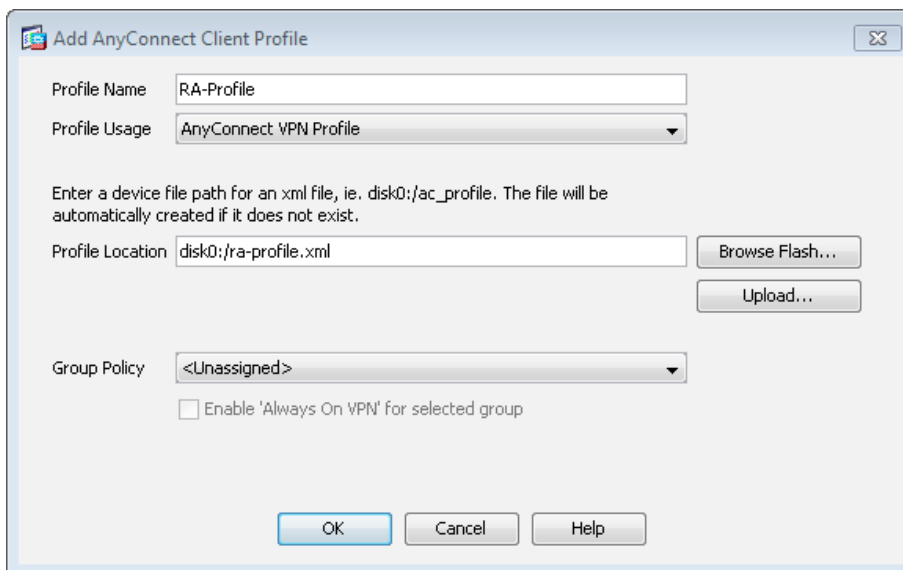 Add AnyConnect Client Profile
Profile Name RA-Profile
Profile Usage AnyConnect VPN Profile
Enter a device file path for an xml file, ie. disk0:/ac_profile. The file will be
automatically created if it does not exist.
Profile Location disk0:/ra-profile.xml Browse Flash...
Upload...
Group Policy <Unassigned>
Enable 'Always On VPN' for selected group
OK Cancel Help